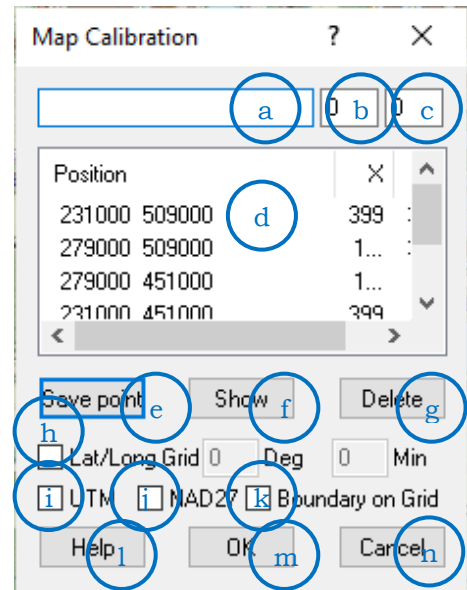 Map Calibration ? ×
a 0 b 0 c
Position X
231000 509000 d 399
279000 509000 1...
279000 451000 1...
231000 451000 399
Save point e Show f Delete g
h
Lat/Long Grid 0 Deg 0 Min
i UTM j NAD27 k Boundary on Grid
Help l OK m Cancel n